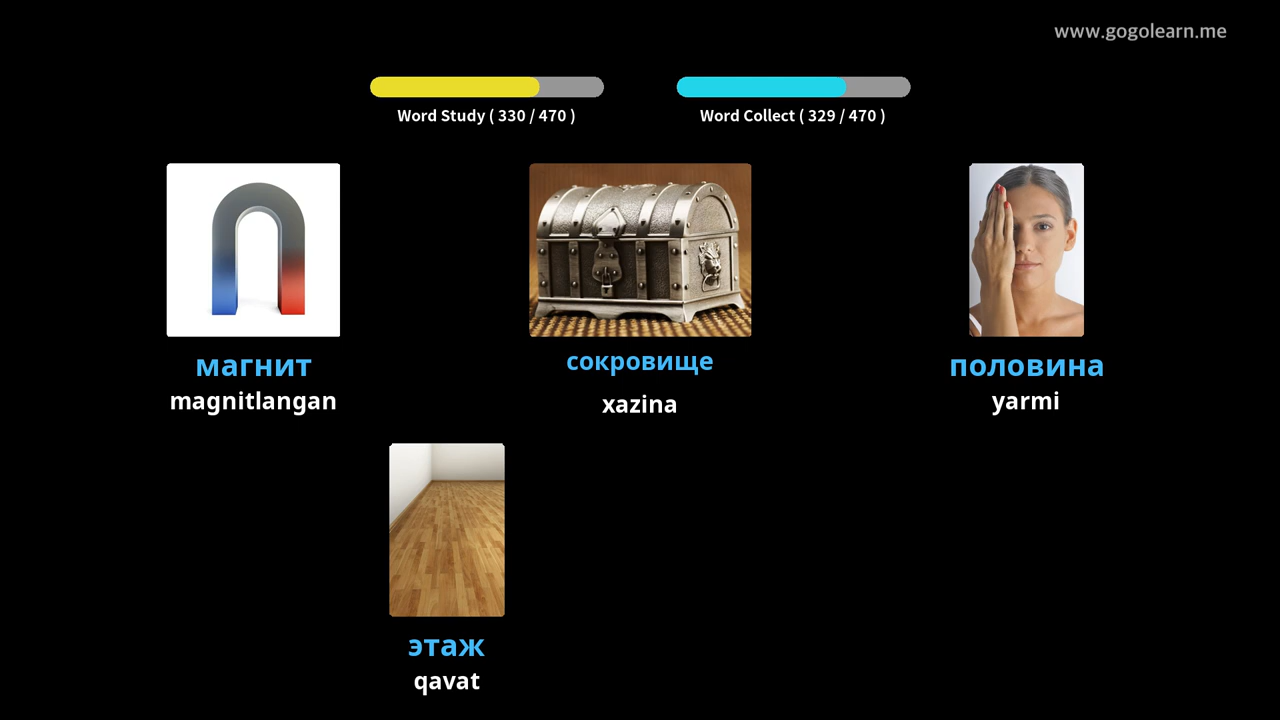 www.gogolearn.me
Word Study ( 330 / 470 )
Word Collect ( 329 / 470 )
магнит
magnitlangan
сокровище
xazina
половина
yarmi
этаж
qavat